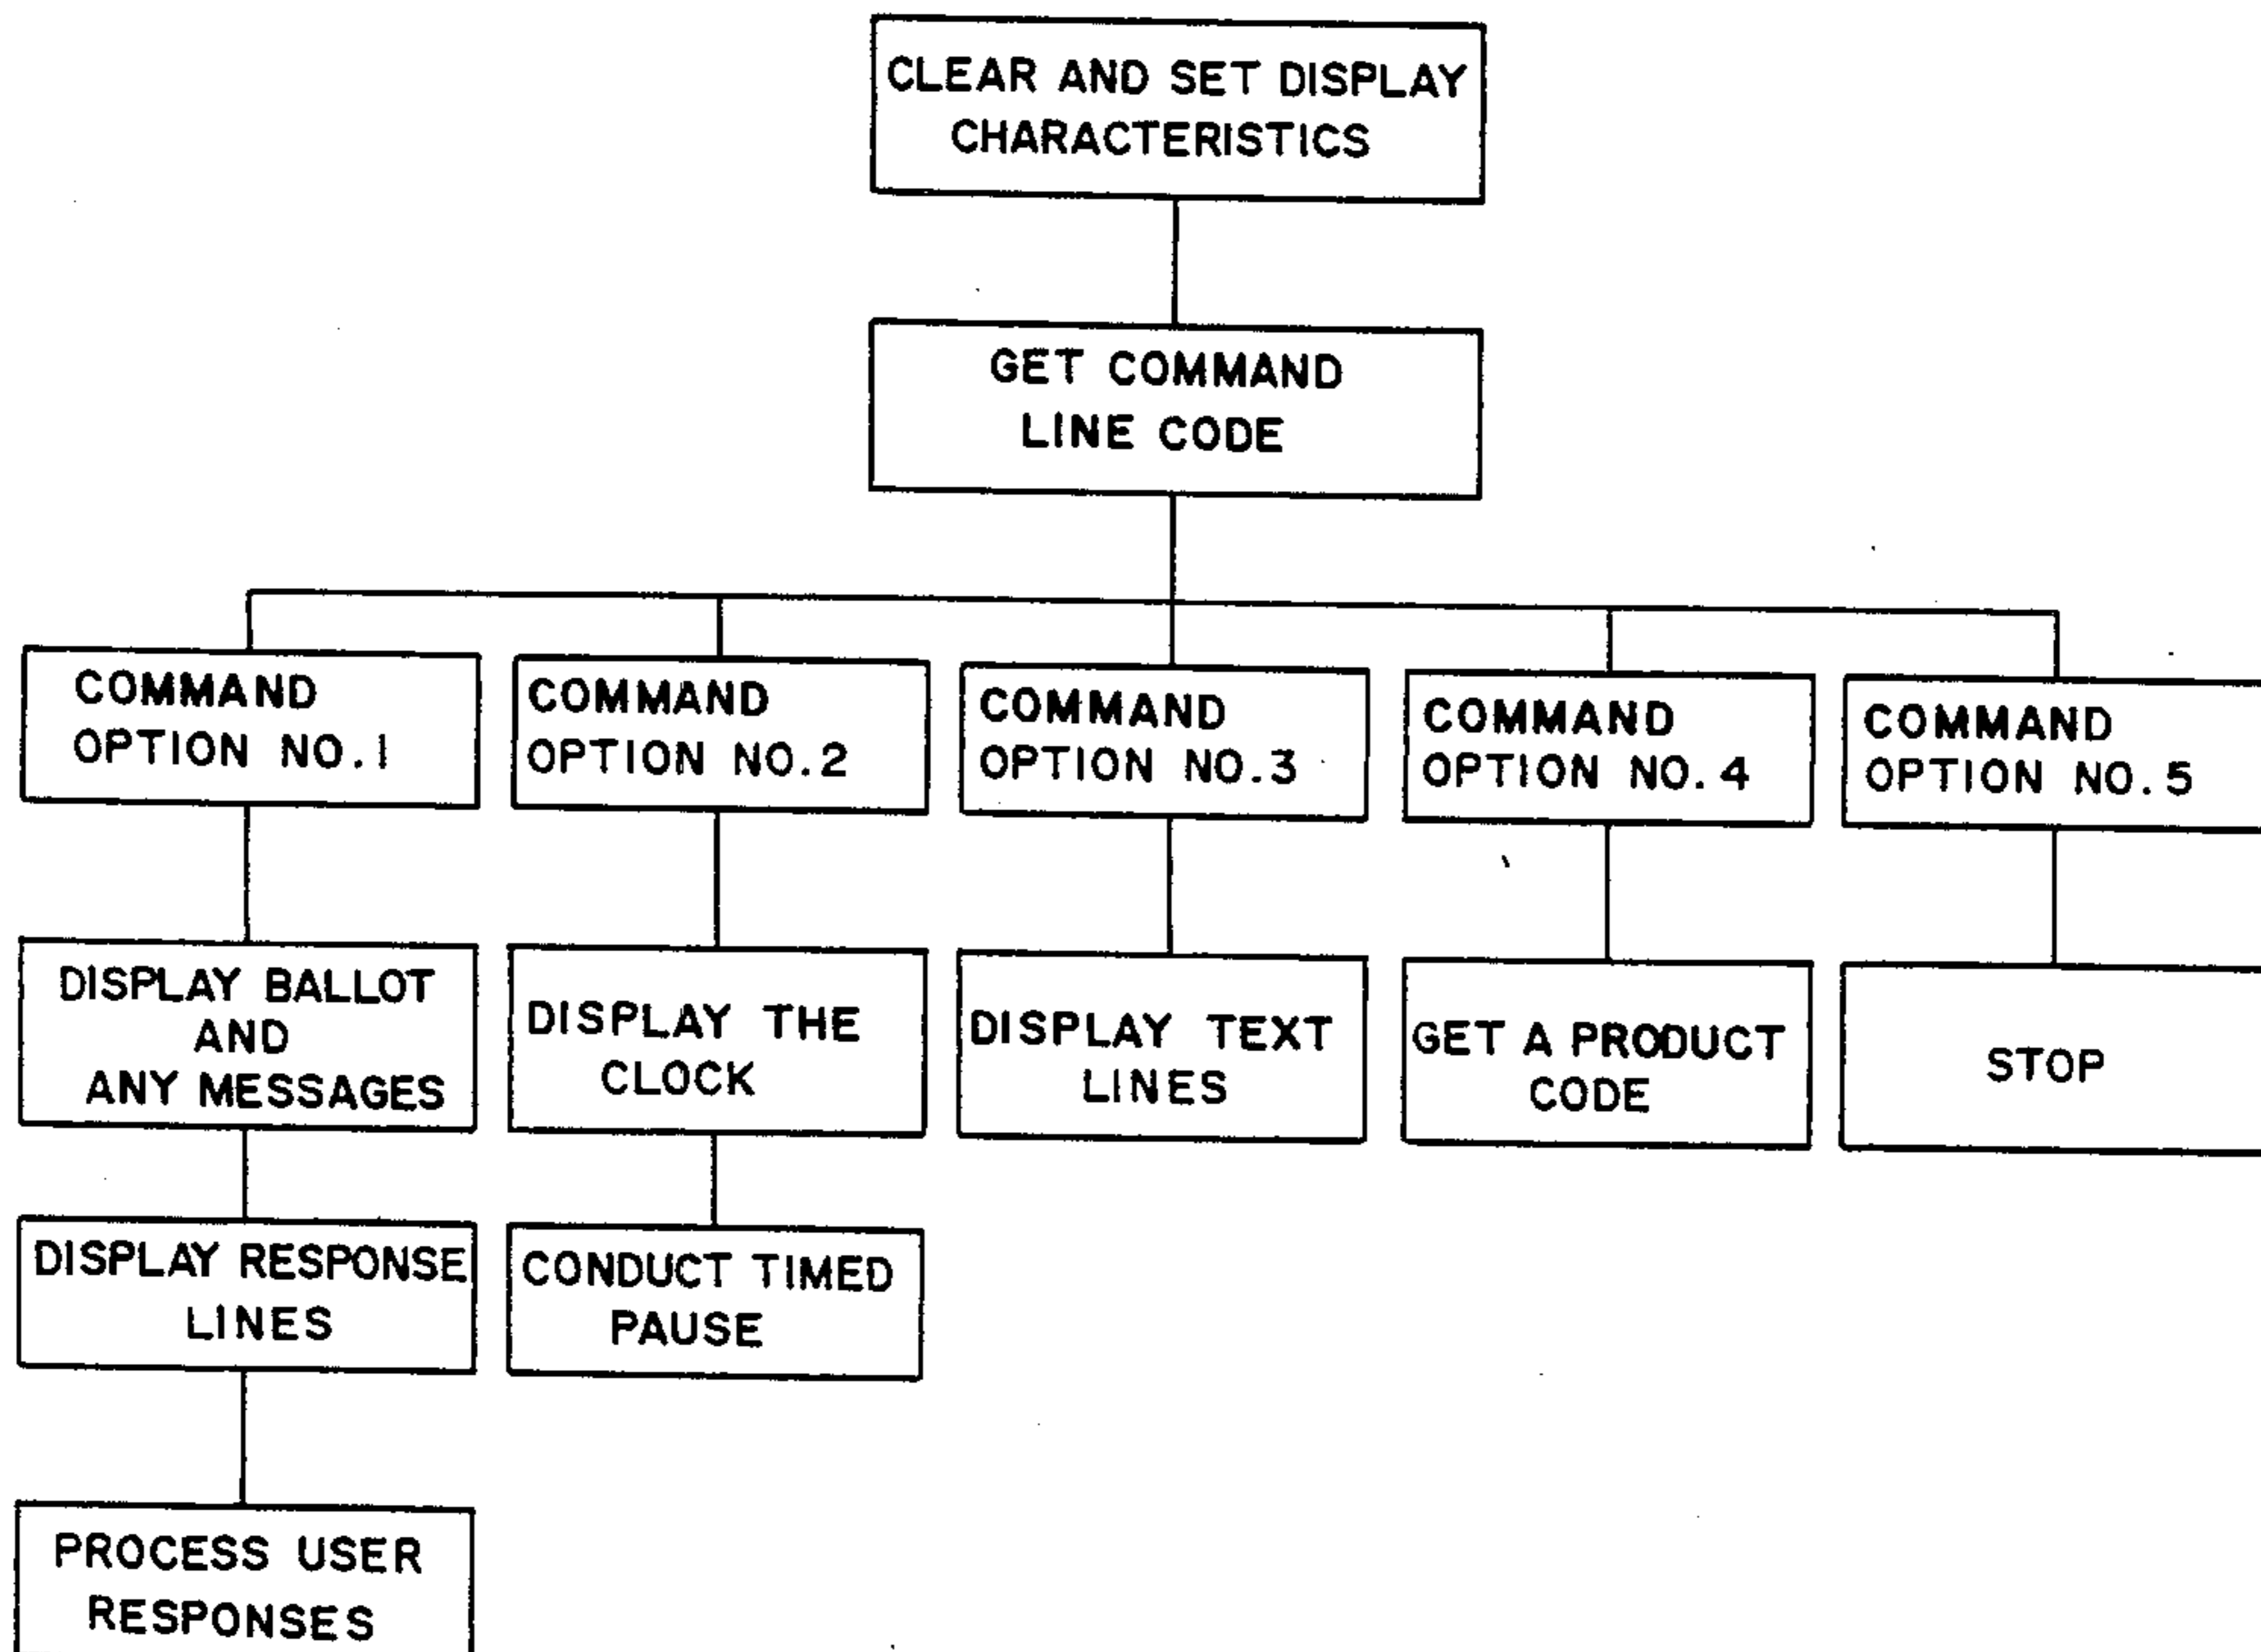 CLEAR AND SET DISPLAY
CHARACTERISTICS
GET COMMAND
LINE CODE
COMMAND
OPTION NO.1
COMMAND
OPTION NO.2
COMMAND
OPTION NO.3
COMMAND
OPTION NO.4
COMMAND
OPTION NO.5
DISPLAY BALLOT
AND
ANY MESSAGES
DISPLAY THE
CLOCK
DISPLAY TEXT
LINES
GET A PRODUCT
CODE
STOP
DISPLAY RESPONSE
LINES
CONDUCT TIMED
PAUSE
PROCESS USER
RESPONSES